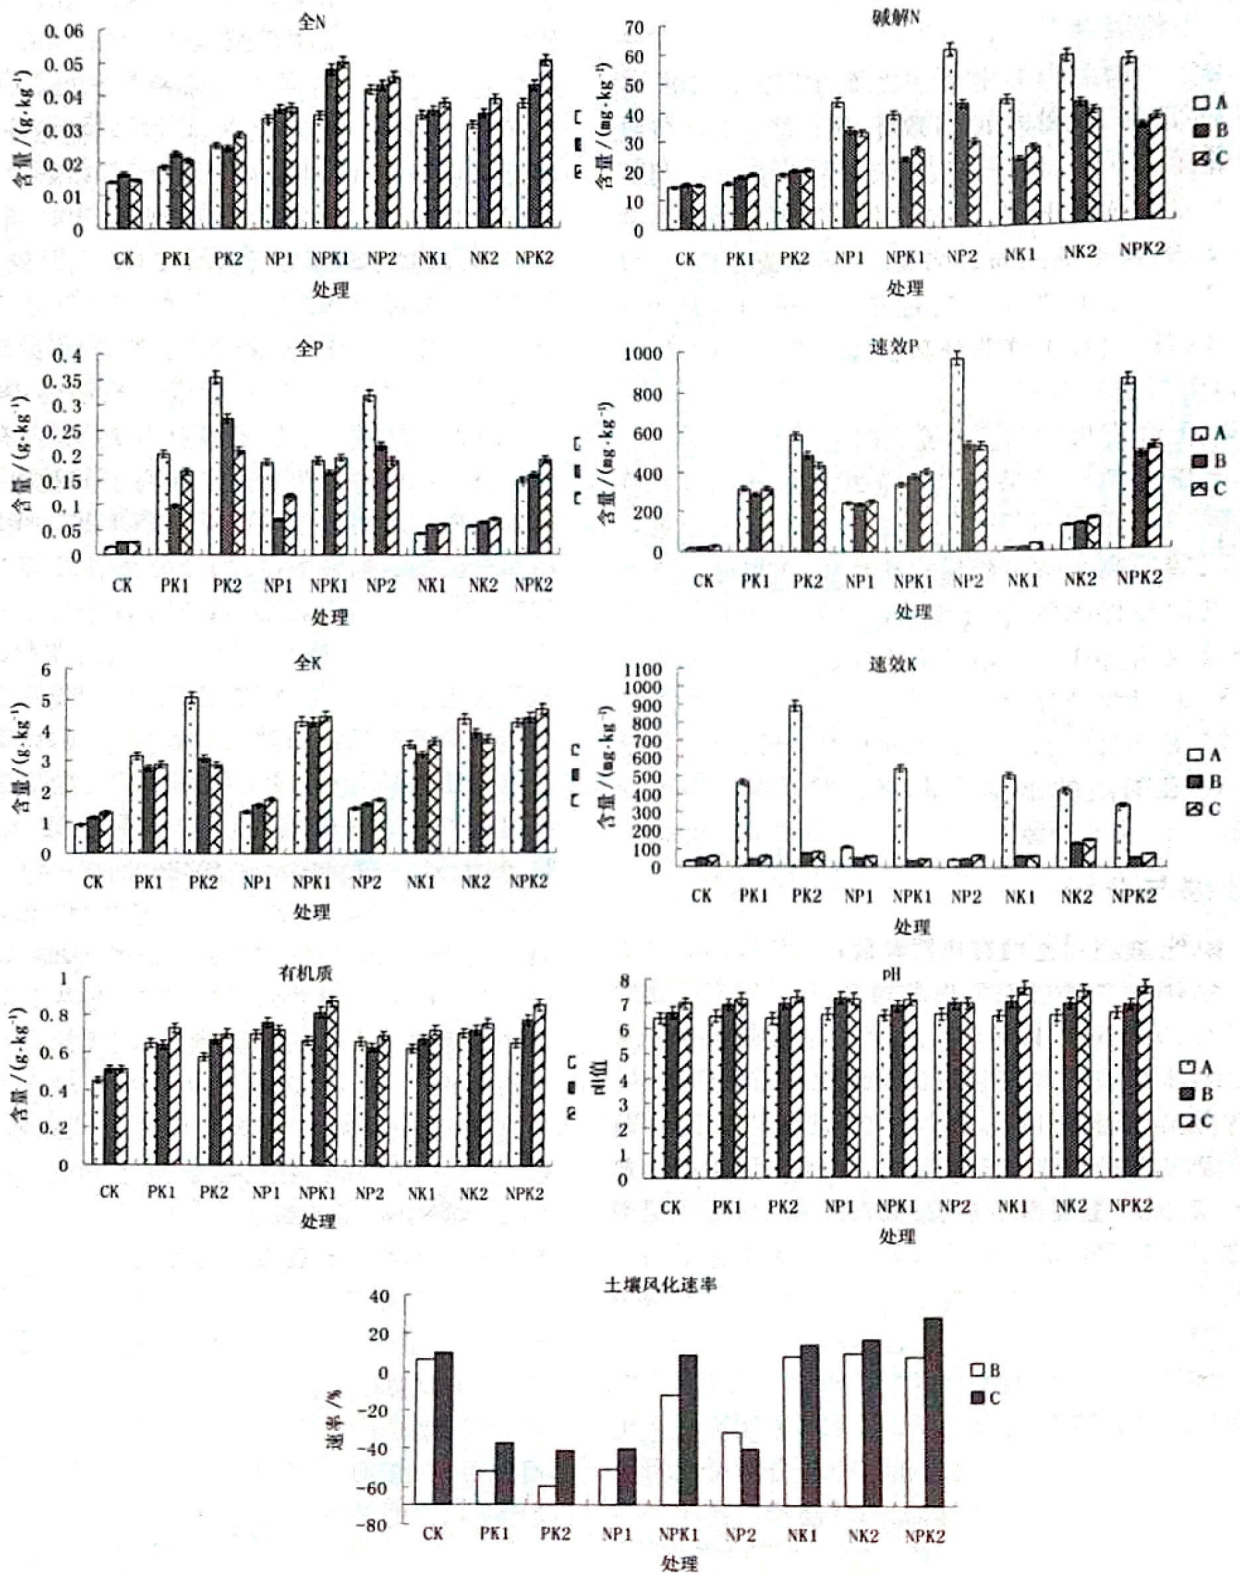 全N
0.06
0.05
0.04
0.03
0.02
0.01
0
含量/(g·kg⁻¹)
CK PK1 PK2 NP1 NPK1 NP2 NK1 NK2 NPK2
处理
碱解N
70
60
50
40
30
20
10
0
含量/(mg·kg⁻¹)
CK PK1 PK2 NP1 NPK1 NP2 NK1 NK2 NPK2
处理
A
B
C
全P
0.4
0.35
0.3
0.25
0.2
0.15
0.1
0.05
0
含量/(g·kg⁻¹)
CK PK1 PK2 NP1 NPK1 NP2 NK1 NK2 NPK2
处理
速效P
1000
800
600
400
200
0
含量/(mg·kg⁻¹)
CK PK1 PK2 NP1 NPK1 NP2 NK1 NK2 NPK2
处理
A
B
C
全K
6
5
4
3
2
1
0
含量/(g·kg⁻¹)
CK PK1 PK2 NP1 NPK1 NP2 NK1 NK2 NPK2
处理
速效K
1100
1000
900
800
700
600
500
400
300
200
100
0
含量/(mg·kg⁻¹)
CK PK1 PK2 NP1 NPK1 NP2 NK1 NK2 NPK2
处理
A
B
C
有机质
1
0.8
0.6
0.4
0.2
0
含量/(g·kg⁻¹)
CK PK1 PK2 NP1 NPK1 NP2 NK1 NK2 NPK2
处理
pH
8
7
6
5
4
3
2
1
0
pH值
CK PK1 PK2 NP1 NPK1 NP2 NK1 NK2 NPK2
处理
A
B
C
土壤风化速率
40
20
0
-20
-40
-60
-80
速率/%
CK PK1 PK2 NP1 NPK1 NP2 NK1 NK2 NPK2
处理
B
C